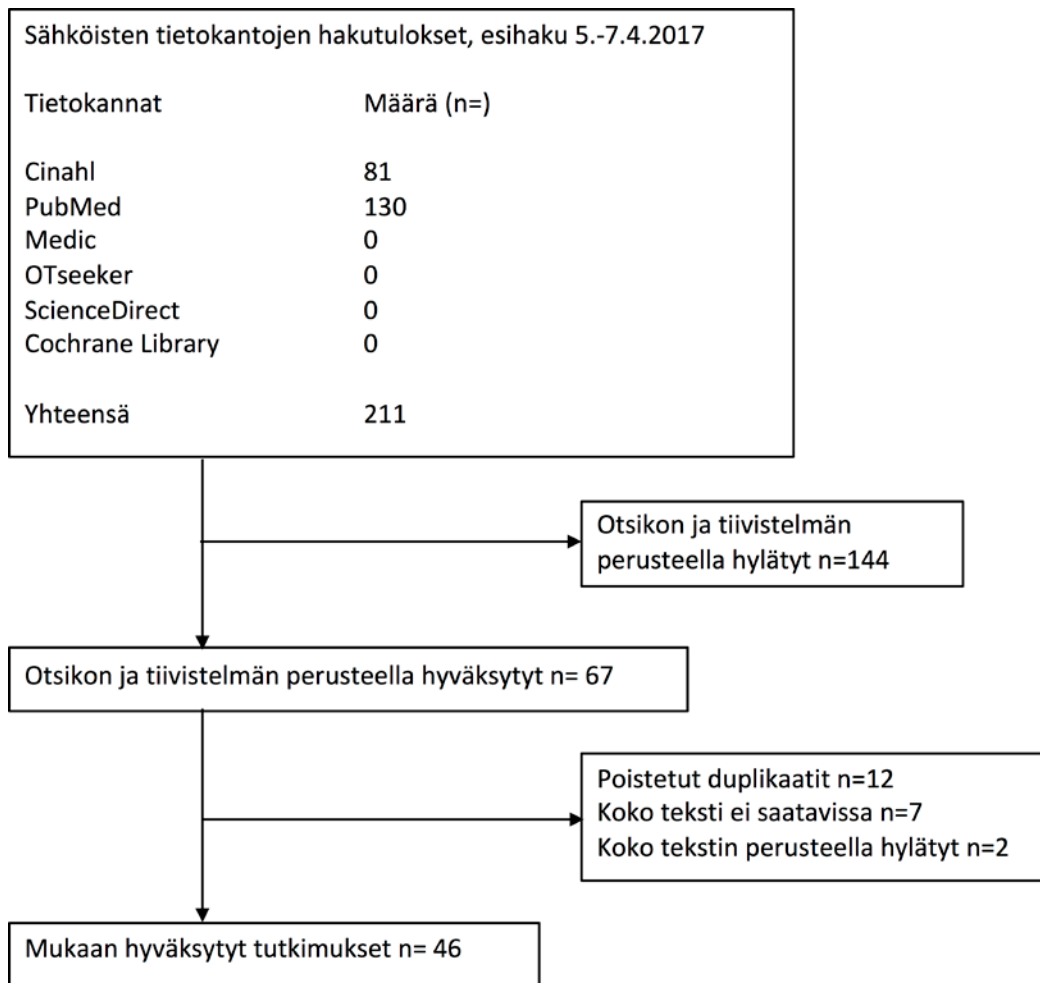 Sähköisten tietokantojen hakutulokset, esihaku 5.-7.4.2017
Tietokannat Määrä (n=)
Cinahl 81
PubMed 130
Medic 0
OTseeker 0
ScienceDirect 0
Cochrane Library 0
Yhteensä 211
Otsikon ja tiivistelmän
perusteella hylätyt n=144
Otsikon ja tiivistelmän perusteella hyväksytyt n= 67
Poistetut duplikaatit n=12
Koko teksti ei saatavissa n=7
Koko tekstin perusteella hylätyt n=2
Mukaan hyväksytyt tutkimukset n= 46